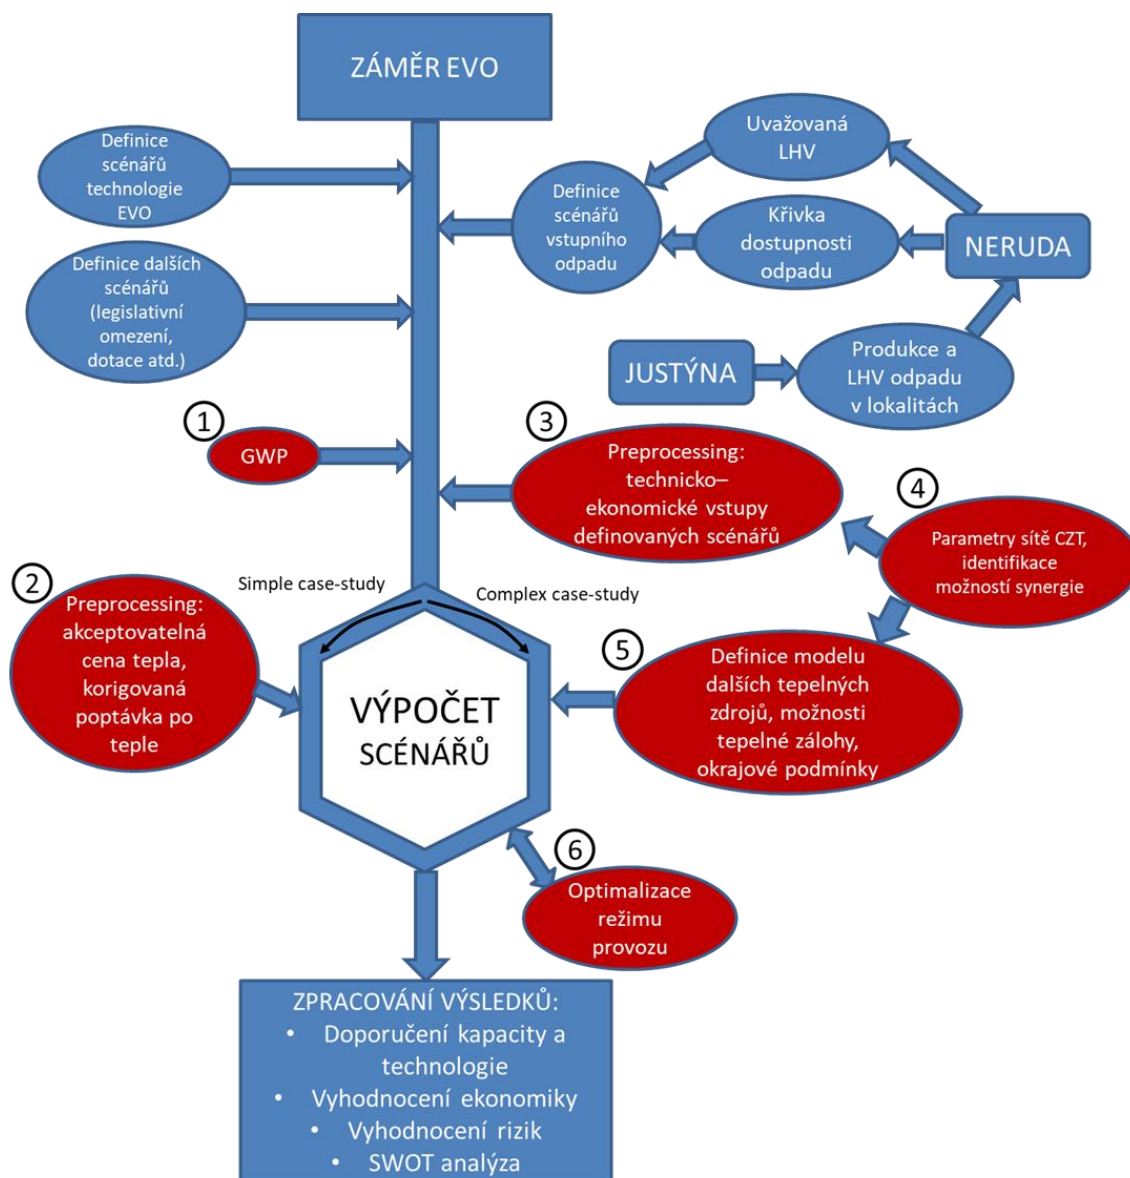 ZÁMĚR EVO
Definice
scénářů
technologie
EVO
Definice dalších
scénářů
(legislativní
omezení,
dotace atd.)
Uvažovaná
LHV
Definice
scénářů
vstupního
odpadu
Křivka
dostupnosti
odpadu
NERUDA
JUSTÝNA
Produkce a
LHV odpadu
v lokalitách
1
GWP
3
Preprocessing:
technicko–
ekonomické vstupy
definovaných scénářů
4
Parametry sítě CZT,
identifikace
možností synergie
2
Preprocessing:
akceptovatelná
cena tepla,
korigovaná
poptávka po
teple
Simple case-study
Complex case-study
VÝPOČET
SCÉNÁŘŮ
5
Definice modelu
dalších tepelných
zdrojů, možnosti
tepelné zálohy,
okrajové podmínky
6
Optimalizace
režimu
provozu
ZPRACOVÁNÍ VÝSLEDKŮ:
• Doporučení kapacity a
technologie
• Vyhodnocení ekonomiky
• Vyhodnocení rizik
• SWOT analýza